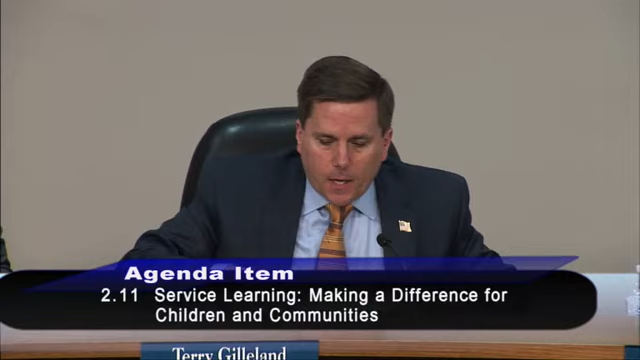 Agenda Item
2.11 Service Learning: Making a Difference for
Children and Communities
Terry Gilleland